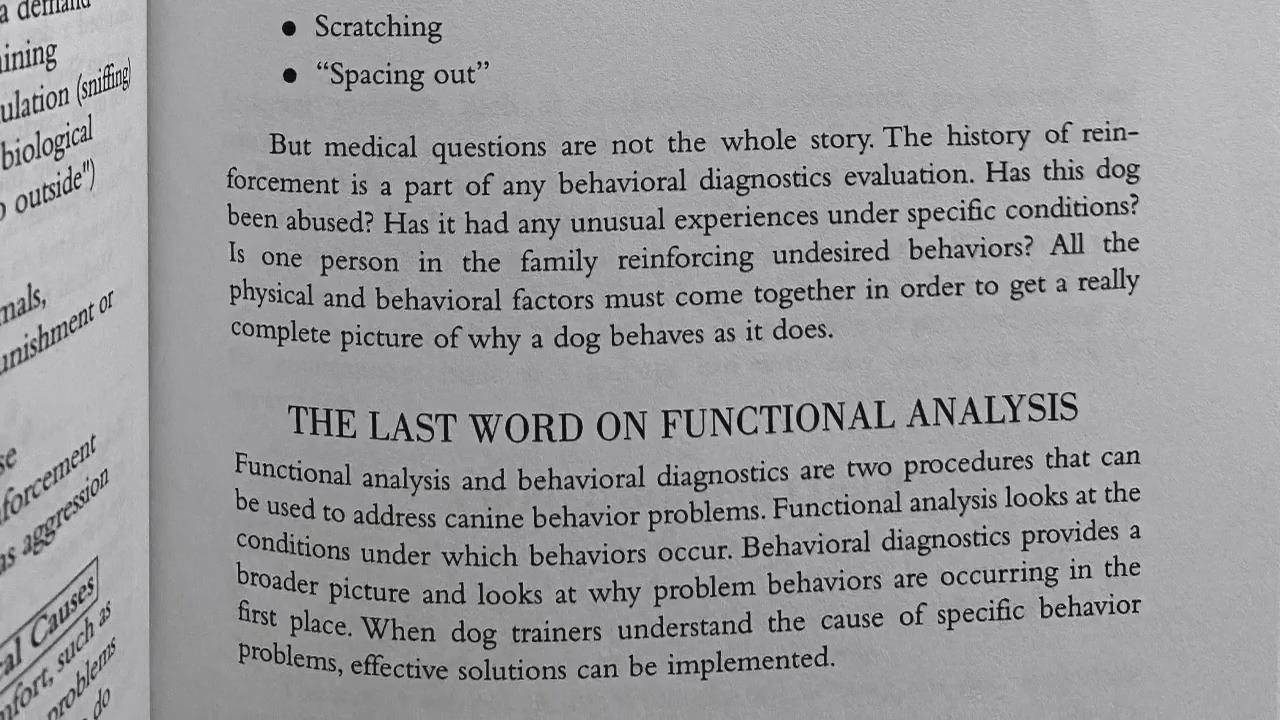 a demand
ining
ulation (sniffing)
biological
outside")
mals,
unishment or
se
forcement
as aggression
al Causes
mfort, such as
problems
do
• Scratching
• “Spacing out”
But medical questions are not the whole story. The history of rein-
forcement is a part of any behavioral diagnostics evaluation. Has this dog
been abused? Has it had any unusual experiences under specific conditions?
Is one person in the family reinforcing undesired behaviors? All the
physical and behavioral factors must come together in order to get a really
complete picture of why a dog behaves as it does.
THE LAST WORD ON FUNCTIONAL ANALYSIS
Functional analysis and behavioral diagnostics are two procedures that can
be used to address canine behavior problems. Functional analysis looks at the
conditions under which behaviors occur. Behavioral diagnostics provides a
broader picture and looks at why problem behaviors are occurring in the
first place. When dog trainers understand the cause of specific behavior
problems, effective solutions can be implemented.